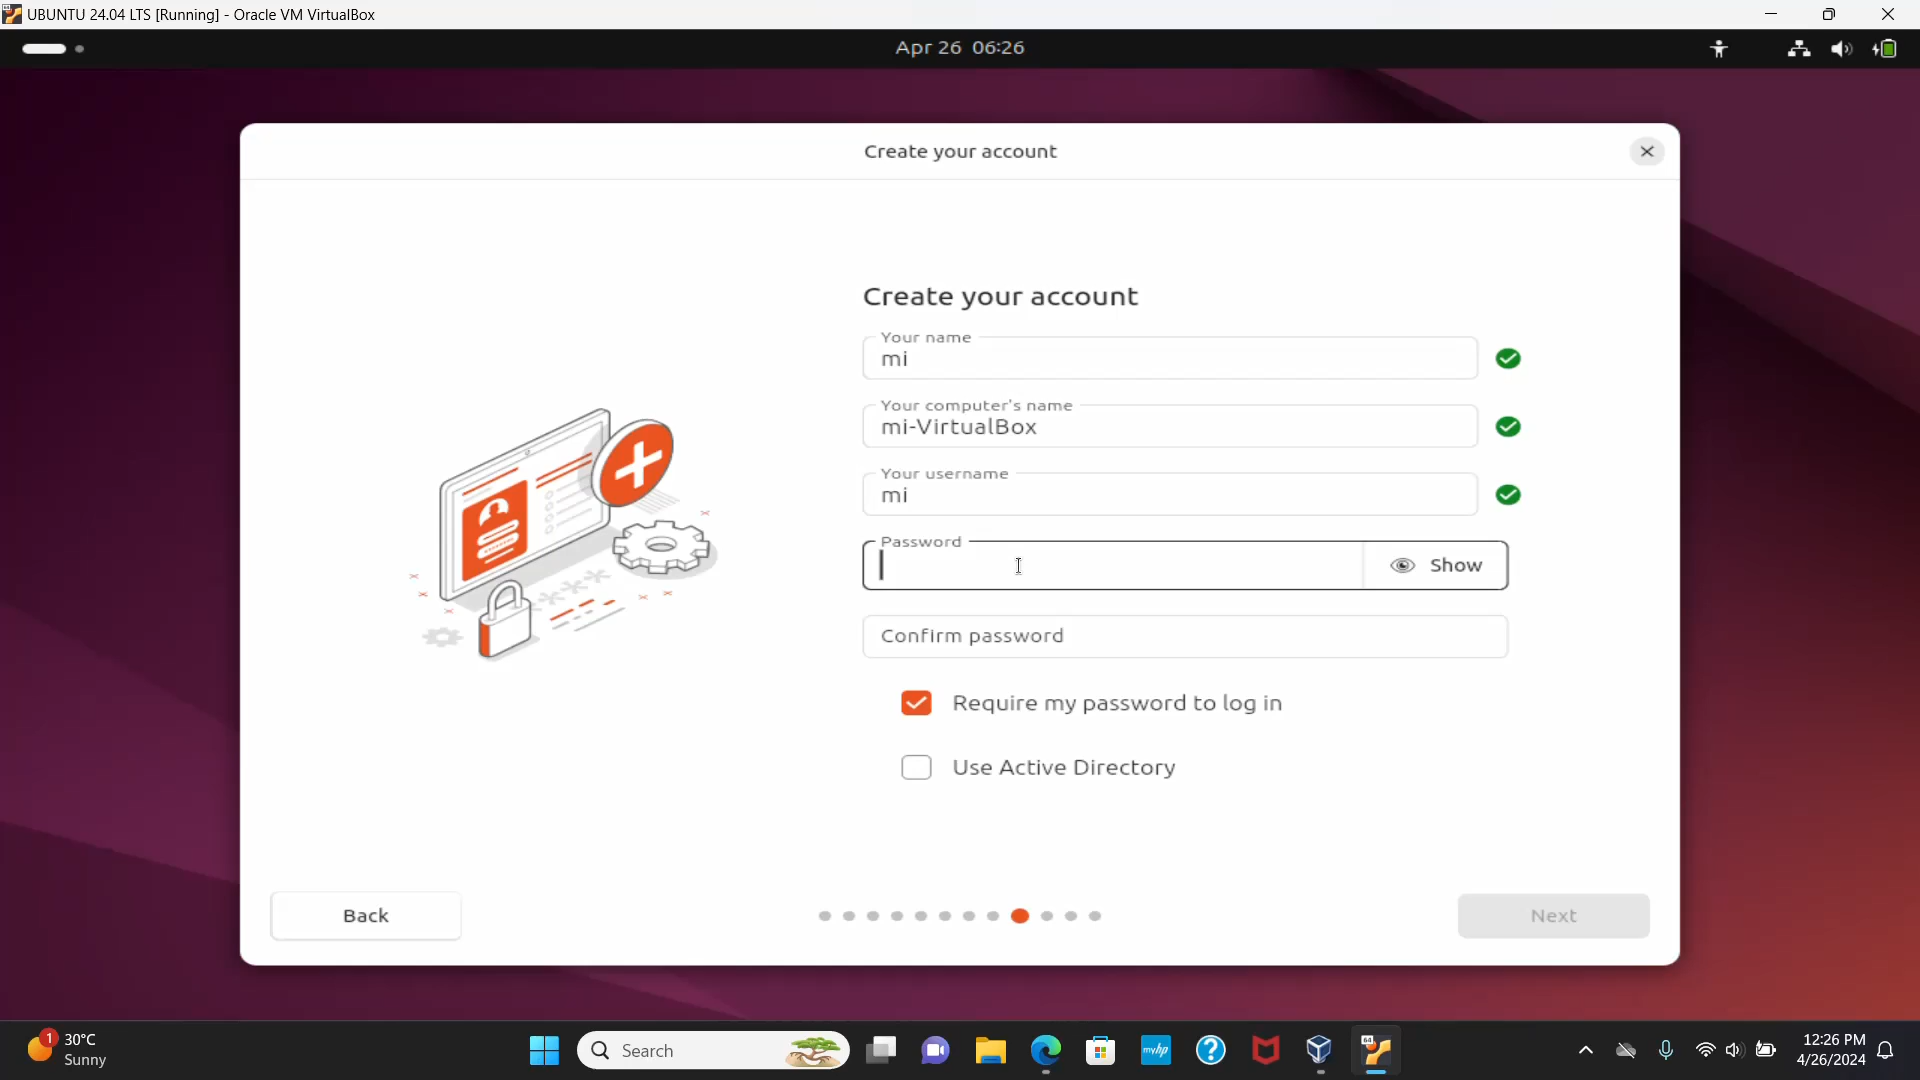 UBUNTU 24.04 LTS [Running] - Oracle VM VirtualBox
Apr 26 06:26
Create your account
Create your account
Your name
mi
Your computer's name
mi-VirtualBox
Your username
mi
Password
Show
Confirm password
Require my password to log in
Use Active Directory
Back
Next
1
30°C
Sunny
Search
myhp
64
12:26 PM
4/26/2024